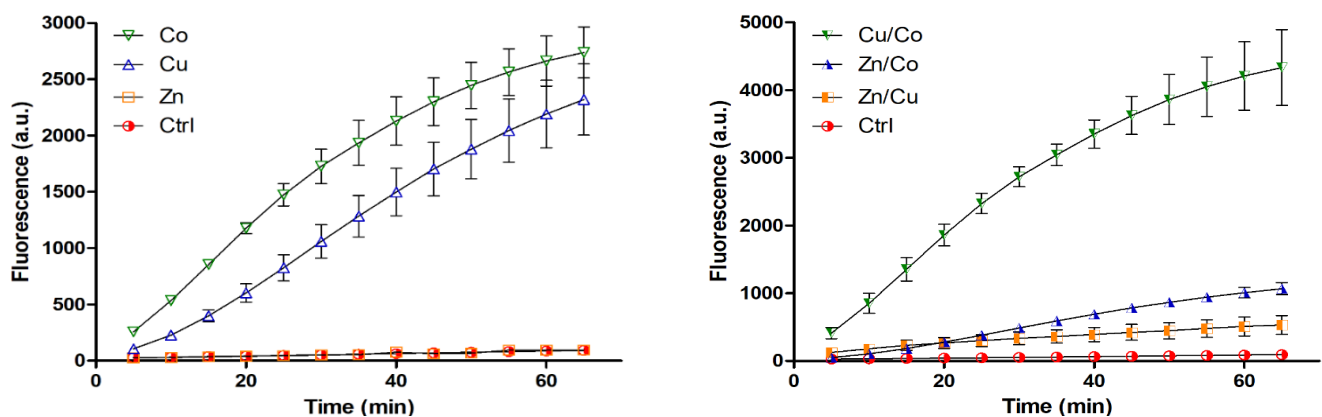 3000
2500
2000
1500
1000
500
0
Fluorescence (a.u.)
Co
Cu
Zn
Ctrl
0 20 40 60
Time (min)
5000
4000
3000
2000
1000
0
Fluorescence (a.u.)
Cu/Co
Zn/Co
Zn/Cu
Ctrl
0 20 40 60
Time (min)